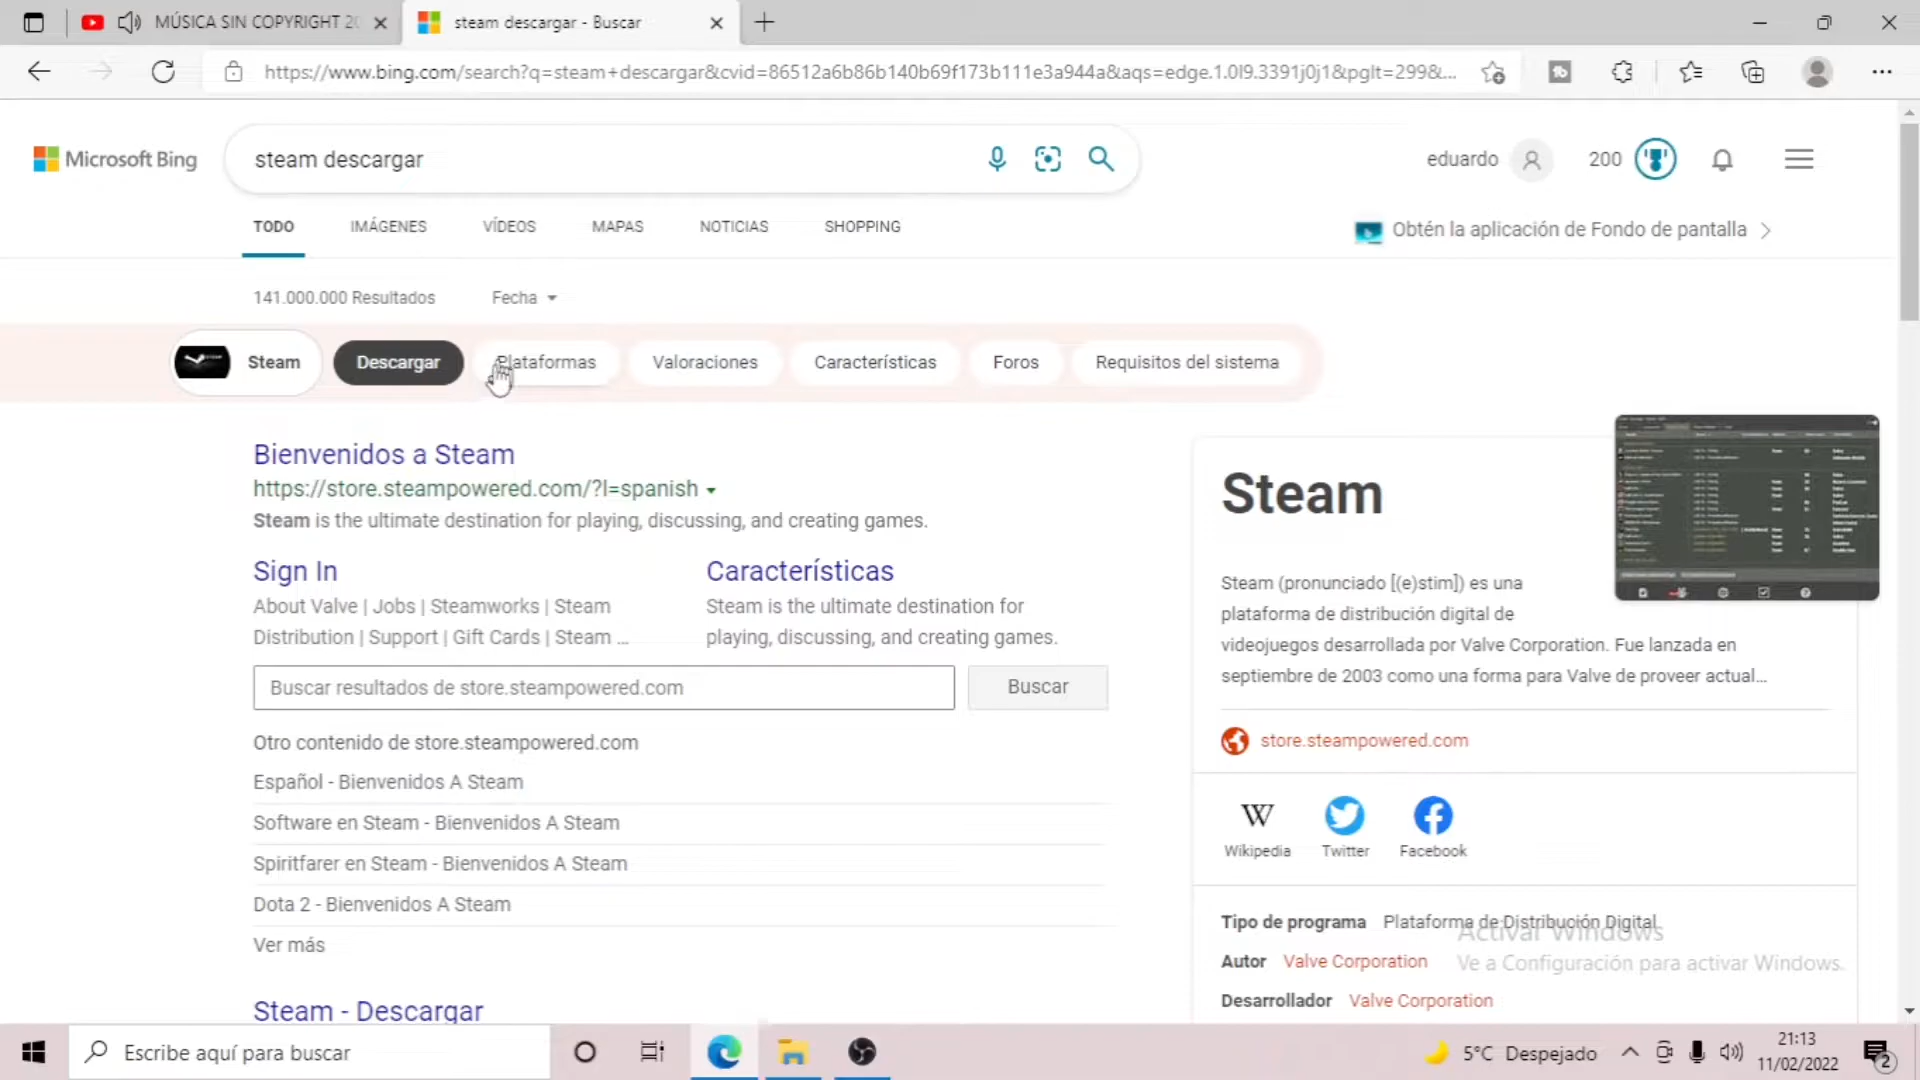 MÚSICA SIN COPYRIGHT 20
steam descargar - Buscar
https://www.bing.com/search?q=steam+descargar&cvid=86512a6b86b140b69f173b111e3a944a&aqs=edge.1.0l9.3391j0j1&pglt=299&...
Microsoft Bing
steam descargar
eduardo
200
TODO IMÁGENES VÍDEOS MAPAS NOTICIAS SHOPPING
Obtén la aplicación de Fondo de pantalla
141.000.000 Resultados Fecha
Steam Descargar Plataformas Valoraciones Características Foros Requisitos del sistema
Bienvenidos a Steam
https://store.steampowered.com/?l=spanish
Steam is the ultimate destination for playing, discussing, and creating games.
Sign In
About Valve | Jobs | Steamworks | Steam
Distribution | Support | Gift Cards | Steam ...
Características
Steam is the ultimate destination for
playing, discussing, and creating games.
Buscar resultados de store.steampowered.com
Buscar
Otro contenido de store.steampowered.com
Español - Bienvenidos A Steam
Software en Steam - Bienvenidos A Steam
Spiritfarer en Steam - Bienvenidos A Steam
Dota 2 - Bienvenidos A Steam
Ver más
Steam - Descargar
Steam
Steam (pronunciado [(e)stim]) es una
plataforma de distribución digital de
videojuegos desarrollada por Valve Corporation. Fue lanzada en
septiembre de 2003 como una forma para Valve de proveer actual...
store.steampowered.com
W
Wikipedia Twitter Facebook
Tipo de programa Plataforma de Distribución Digital
Autor Valve Corporation
Desarrollador Valve Corporation
Activar Windows
Ve a Configuración para activar Windows.
Escribe aquí para buscar
5°C Despejado
21:13
11/02/2022
2